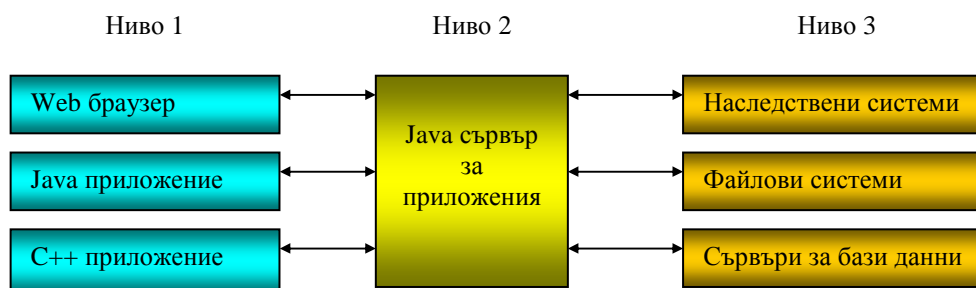 Ниво 1
Ниво 2
Ниво 3
Web браузер
Java приложение
C++ приложение
Java сървър
за
приложения
Наследствени системи
Файлови системи
Сървъри за бази данни